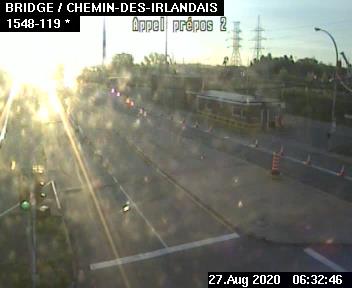 BRIDGE / CHEMIN-DES-IRLANDAIS
1548-119 *
Appel prépos 2
27.Aug 2020 06:32:46